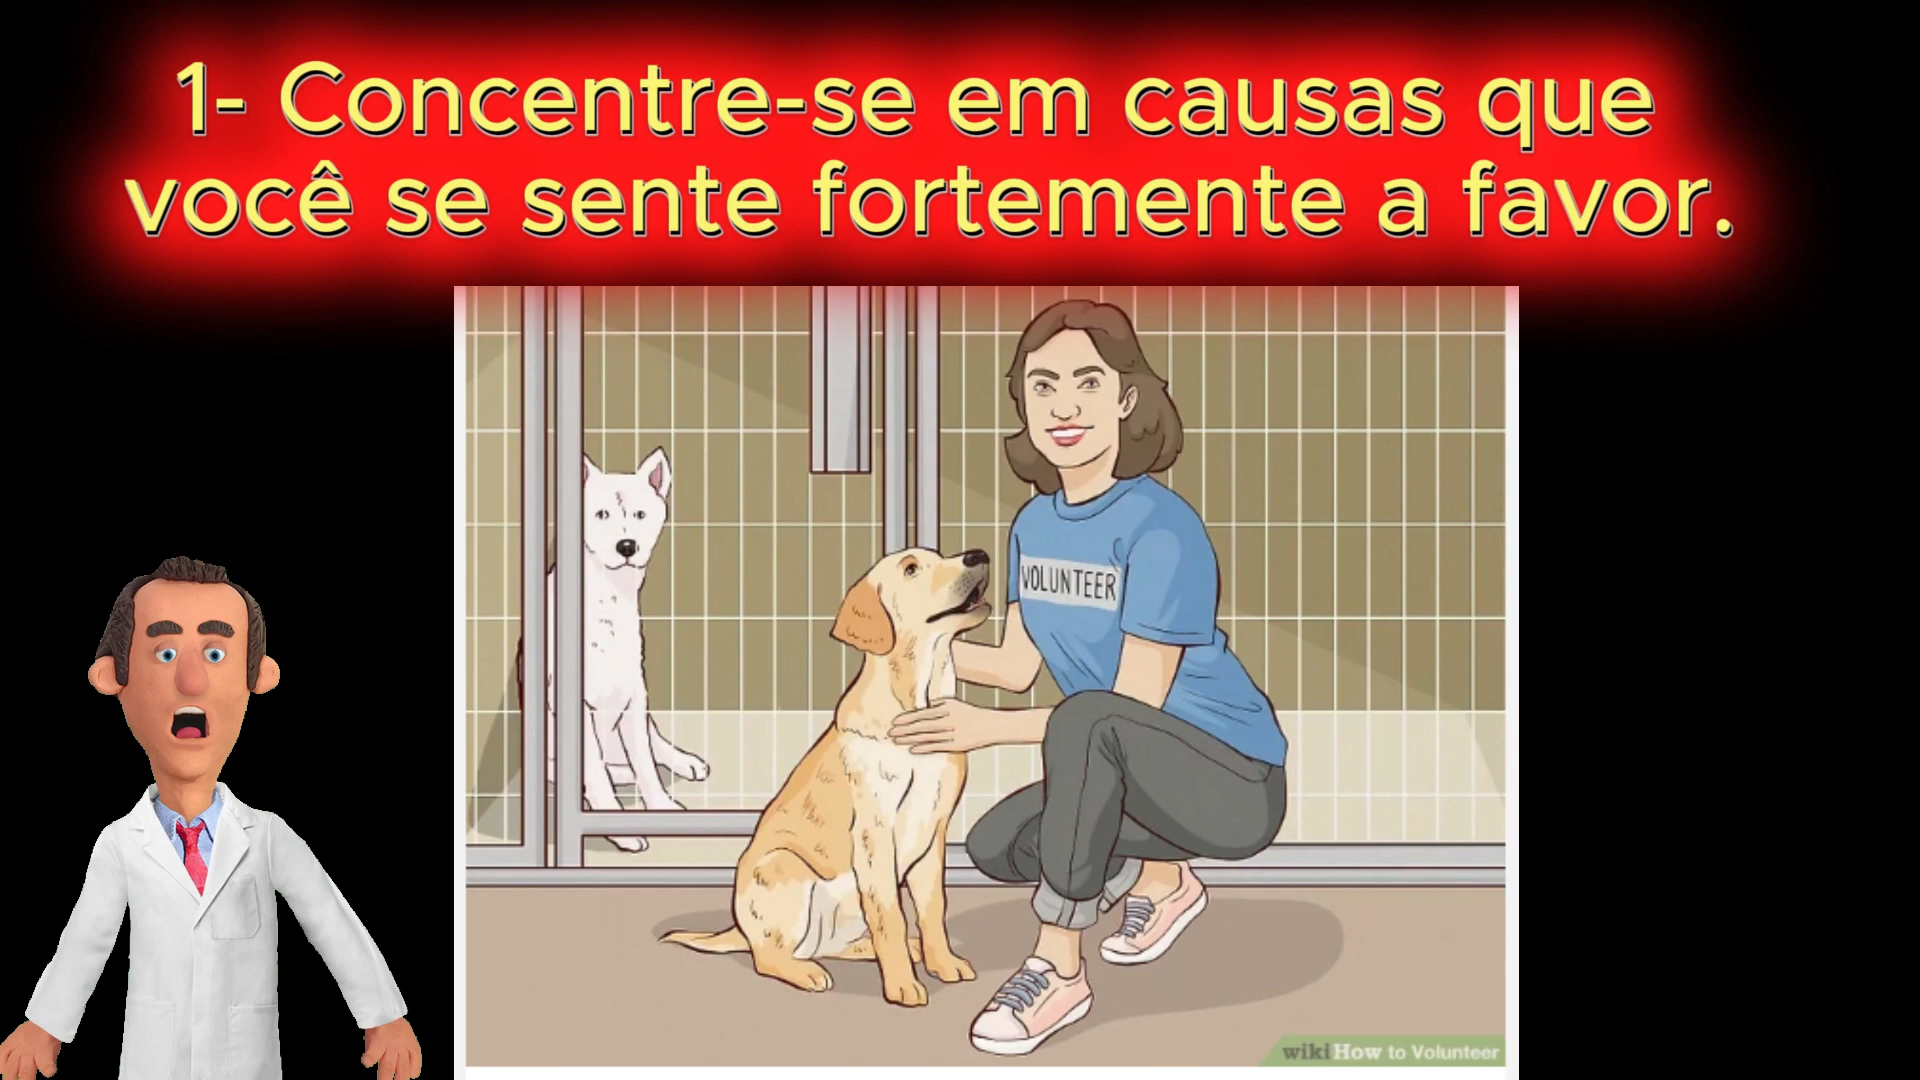 1- Concentre-se em causas que
você se sente fortemente a favor.
VOLUNTEER
wikiHow to Volunteer